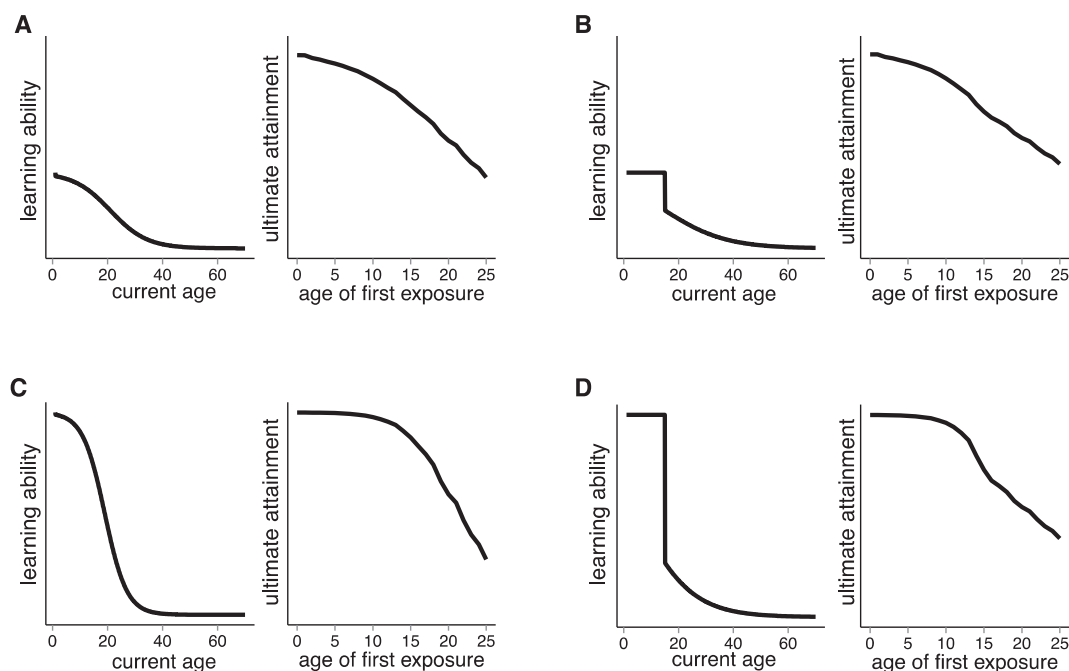 A
learning ability
0 20 40 60
current age
ultimate attainment
0 5 10 15 20 25
age of first exposure
B
learning ability
0 20 40 60
current age
ultimate attainment
0 5 10 15 20 25
age of first exposure
C
learning ability
0 20 40 60
current age
ultimate attainment
0 5 10 15 20 25
age of first exposure
D
learning ability
0 20 40 60
current age
ultimate attainment
0 5 10 15 20 25
age of first exposure